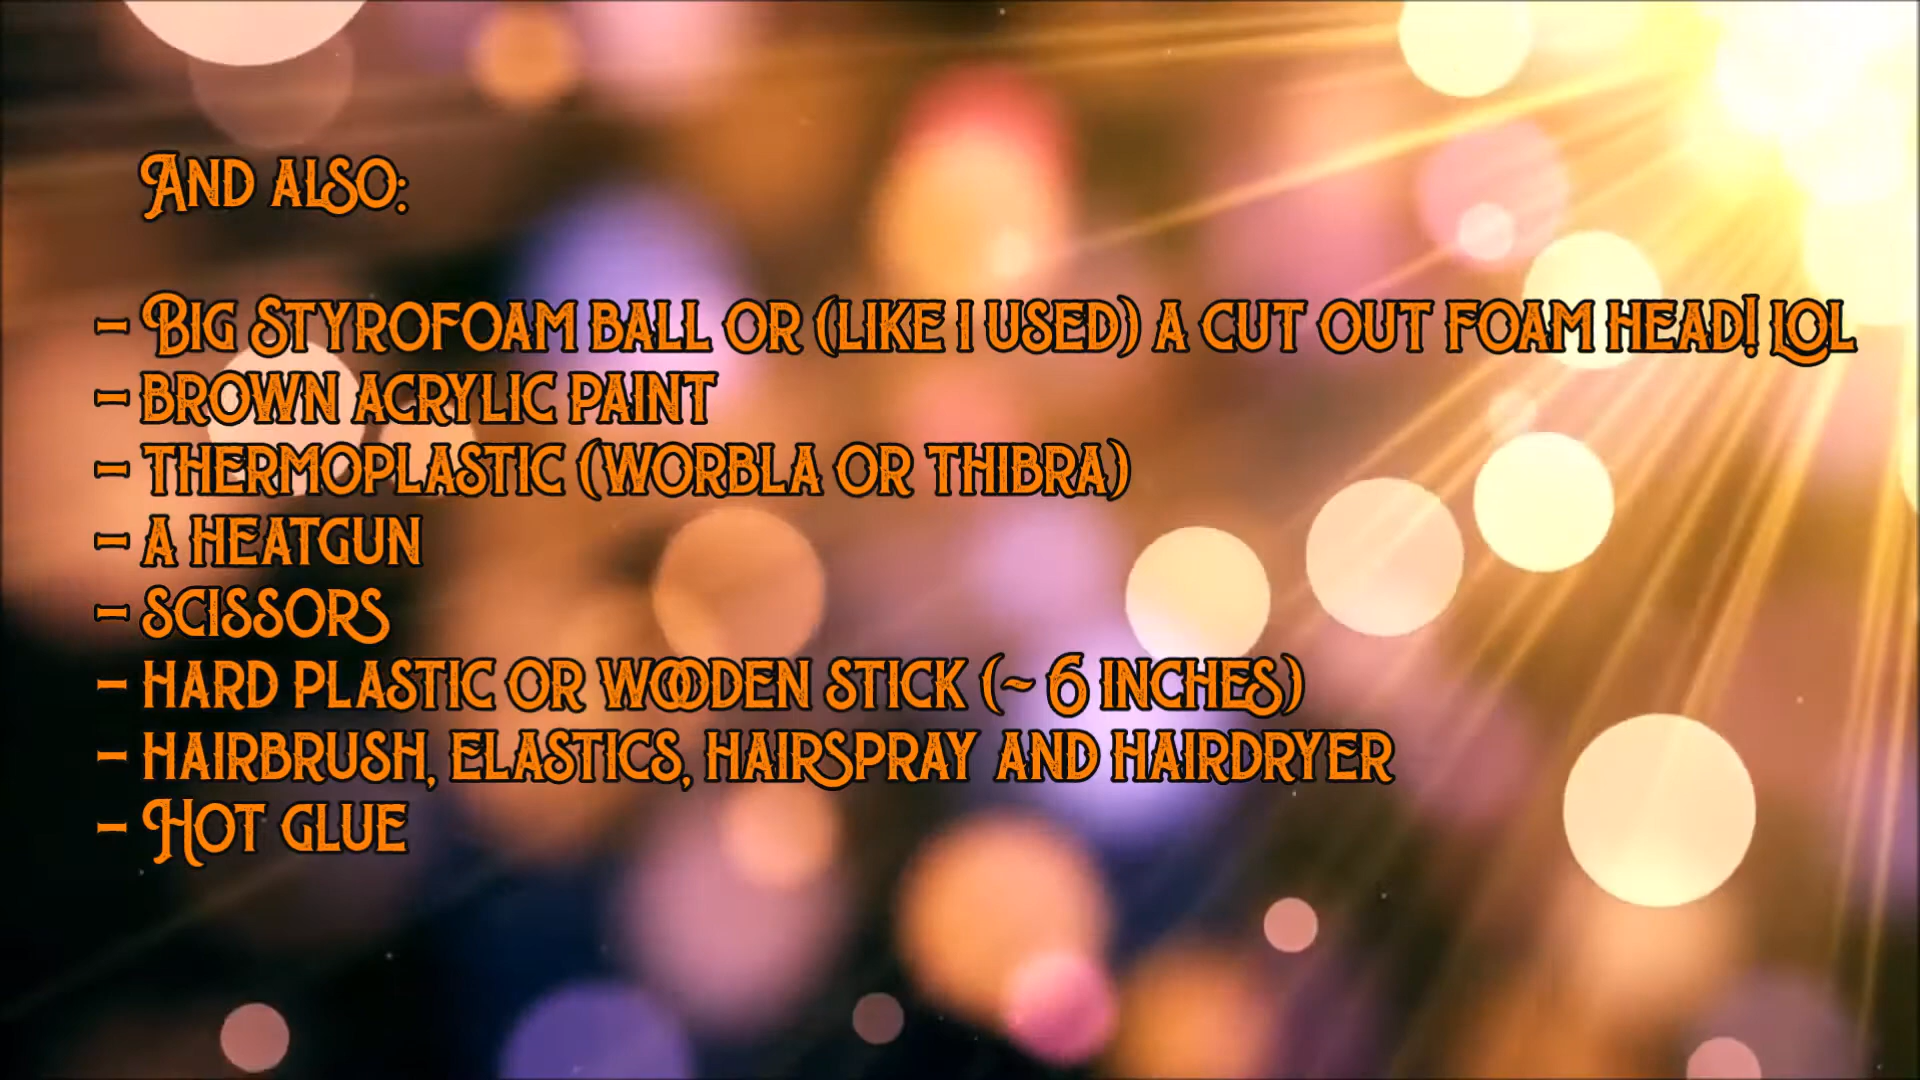 And also:
- Big Styrofoam ball or (like i used) a cut out foam head! LOL
- brown acrylic paint
- thermoplastic (worbla or thibra)
- a heatgun
- scissors
- hard plastic or wooden stick (~ 6 inches)
- hairbrush, elastics, hairspray and hairdryer
- Hot glue